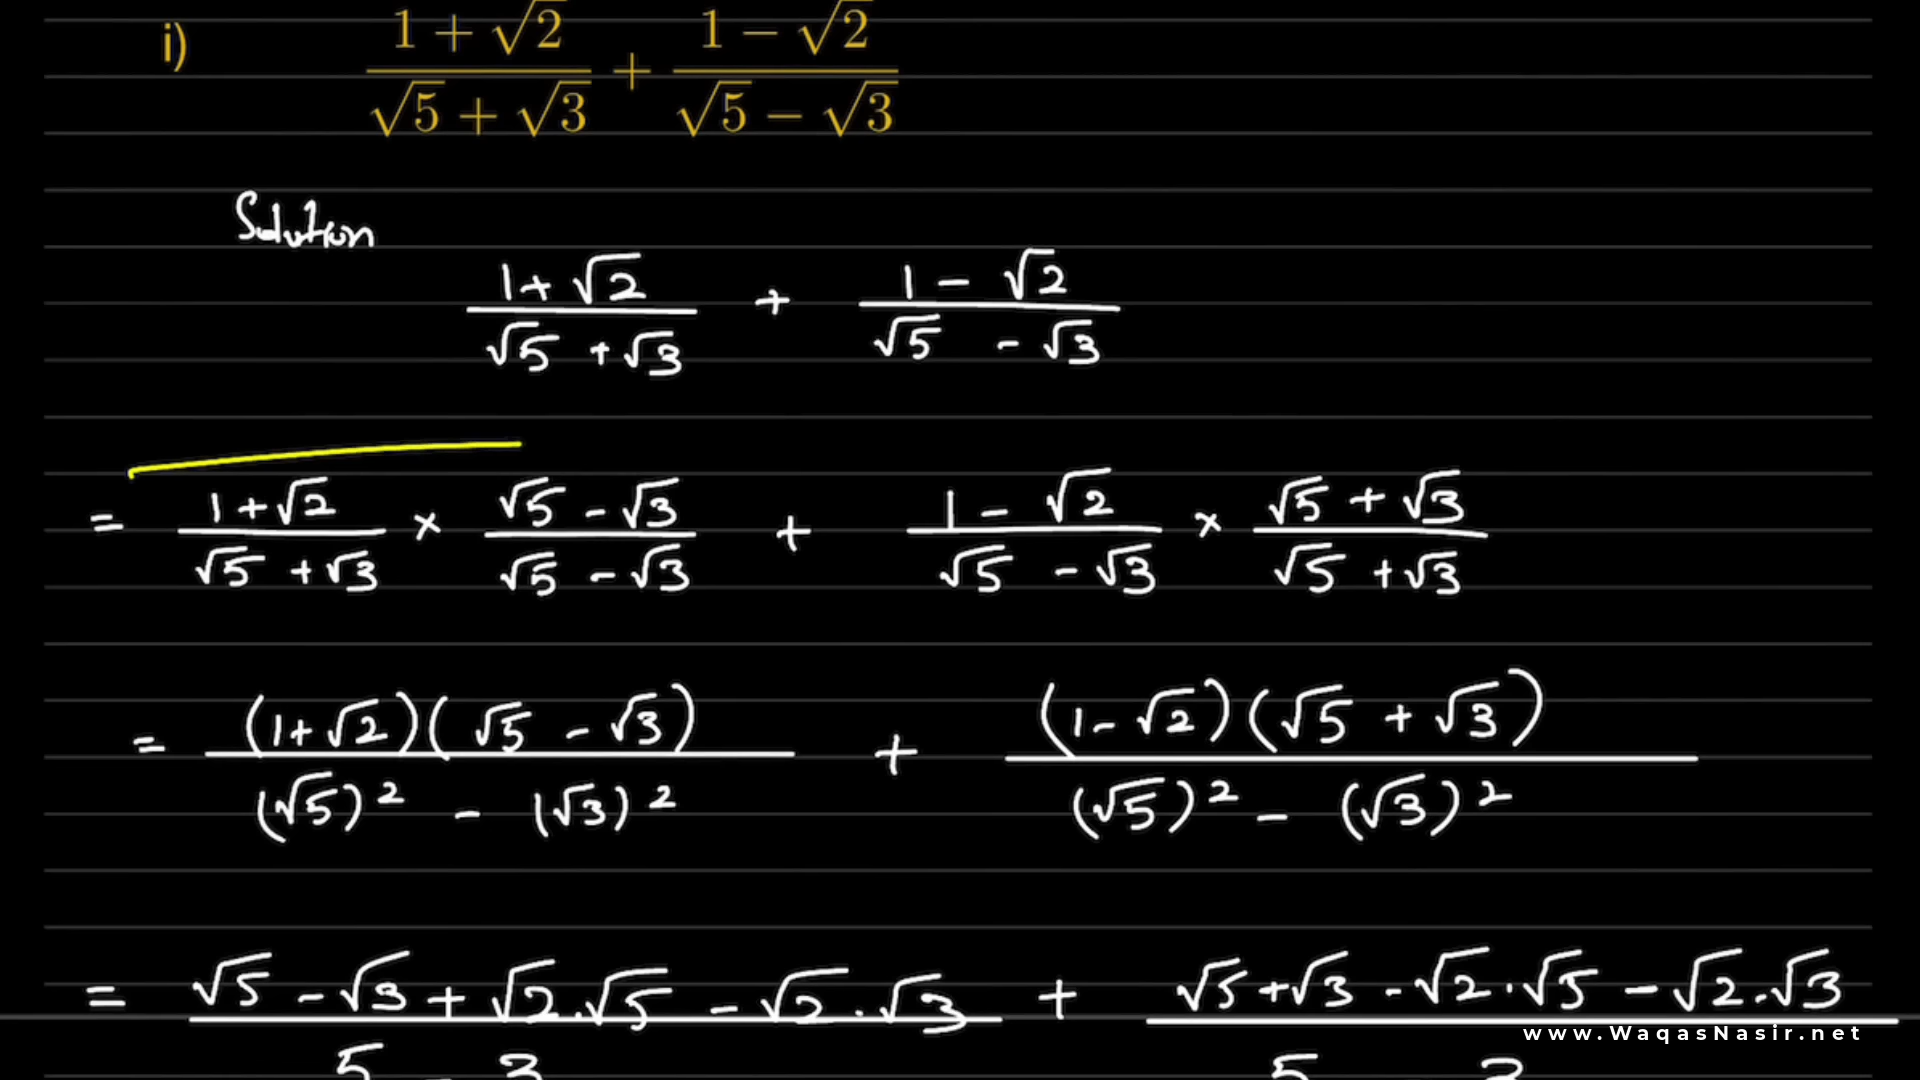 i) (1 + √2)/(√5 + √3) + (1 − √2)/(√5 − √3)
Solution
(1 + √2)/(√5 + √3) + (1 − √2)/(√5 − √3)
= (1 + √2)/(√5 + √3) × (√5 − √3)/(√5 − √3) + (1 − √2)/(√5 − √3) × (√5 + √3)/(√5 + √3)
= (1 + √2)(√5 − √3)/((√5)² − (√3)²) + (1 − √2)(√5 + √3)/((√5)² − (√3)²)
= (√5 − √3 + √2.√5 − √2.√3)/(5 − 3) + (√5 + √3 − √2.√5 − √2.√3)/(5 − 3)
www.WaqasNasir.net